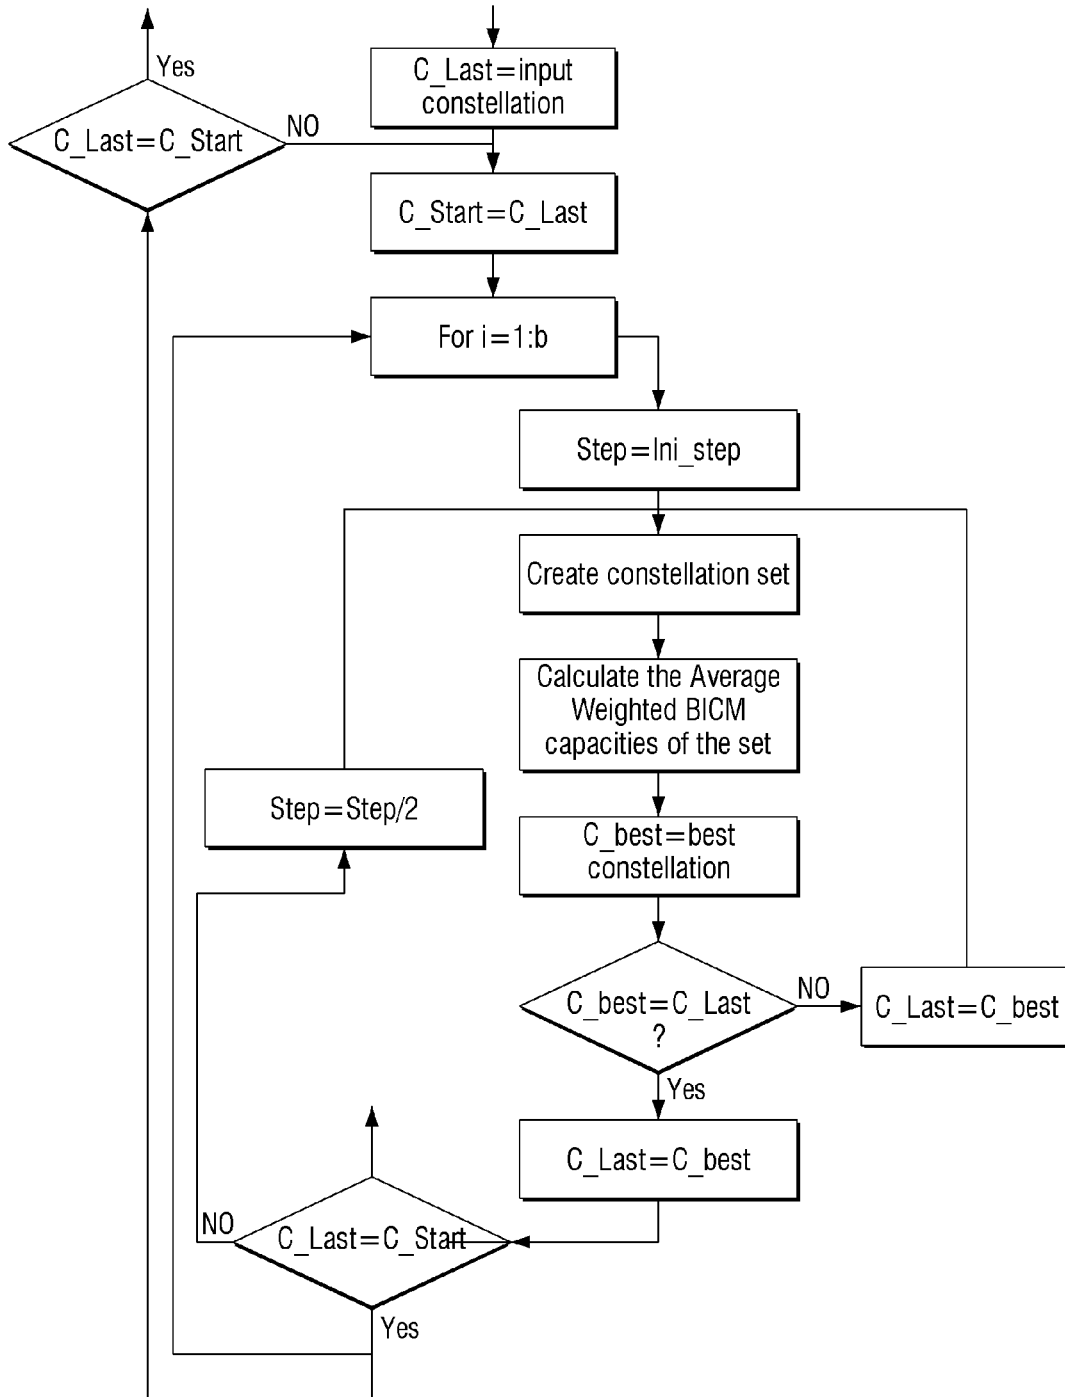 Yes
C_Last=input
constellation
C_Last=C_Start
NO
C_Start=C_Last
For i=1:b
Step=Ini_step
Create constellation set
Calculate the Average
Weighted BICM
capacities of the set
Step=Step/2
C_best=best
constellation
C_best=C_Last
?
NO
C_Last=C_best
Yes
C_Last=C_best
NO
C_Last=C_Start
Yes